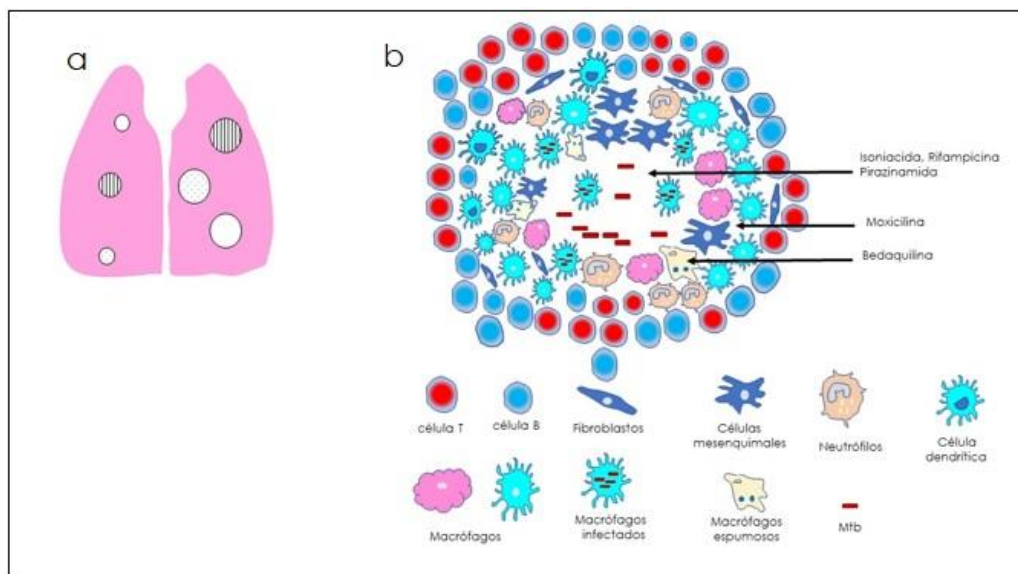 a
b
Isoniacida, Rifampicina
Pirazinamida
Moxicilina
Bedaquilina
célula T
célula B
Fibroblastos
Células
mesenquimales
Neutrófilos
Célula
dendrítica
Macrófagos
Macrófagos
infectados
Macrófagos
espumosos
Mtb